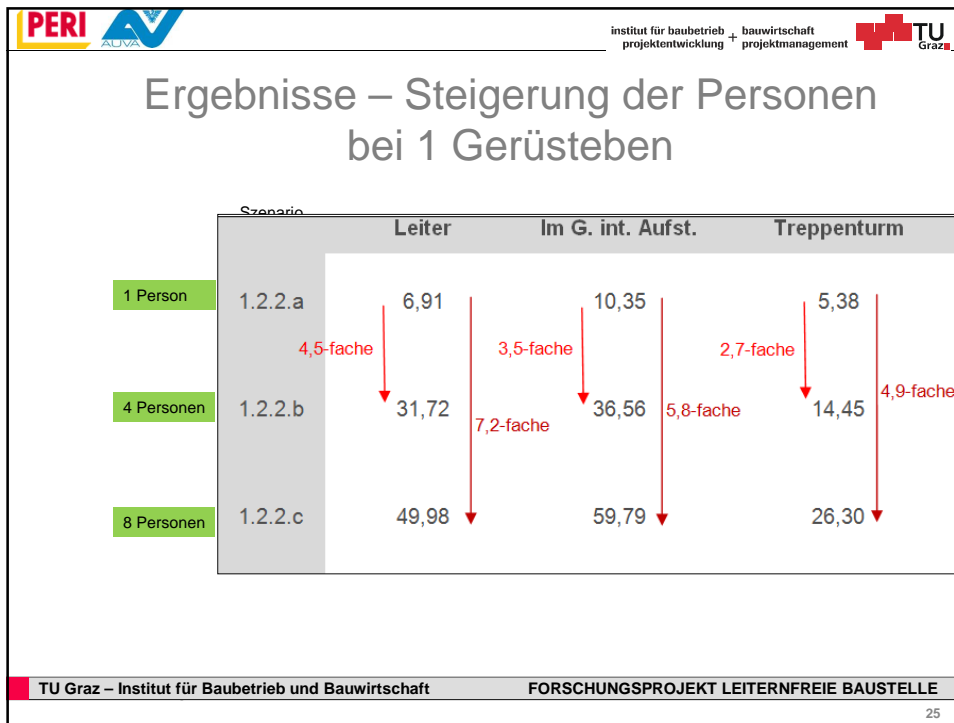 PERI
AUVA
institut für baubetrieb + bauwirtschaft
projektentwicklung projektmanagement
TU
Graz
Ergebnisse – Steigerung der Personen
bei 1 Gerüsteben
Szenario
Leiter Im G. int. Aufst. Treppenturm
1 Person 1.2.2.a 6,91 10,35 5,38
4,5-fache 3,5-fache 2,7-fache
4,9-fache
4 Personen 1.2.2.b 31,72 36,56 14,45
7,2-fache 5,8-fache
8 Personen 1.2.2.c 49,98 59,79 26,30
TU Graz – Institut für Baubetrieb und Bauwirtschaft FORSCHUNGSPROJEKT LEITERNFREIE BAUSTELLE
25